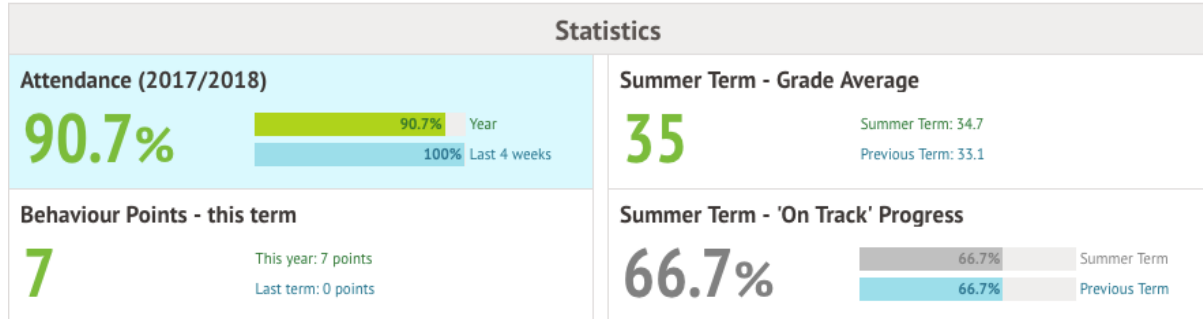 Statistics
Attendance (2017/2018)
90.7%
90.7% Year
100% Last 4 weeks
Summer Term - Grade Average
35
Summer Term: 34.7
Previous Term: 33.1
Behaviour Points - this term
7
This year: 7 points
Last term: 0 points
Summer Term - 'On Track' Progress
66.7%
66.7% Summer Term
66.7% Previous Term